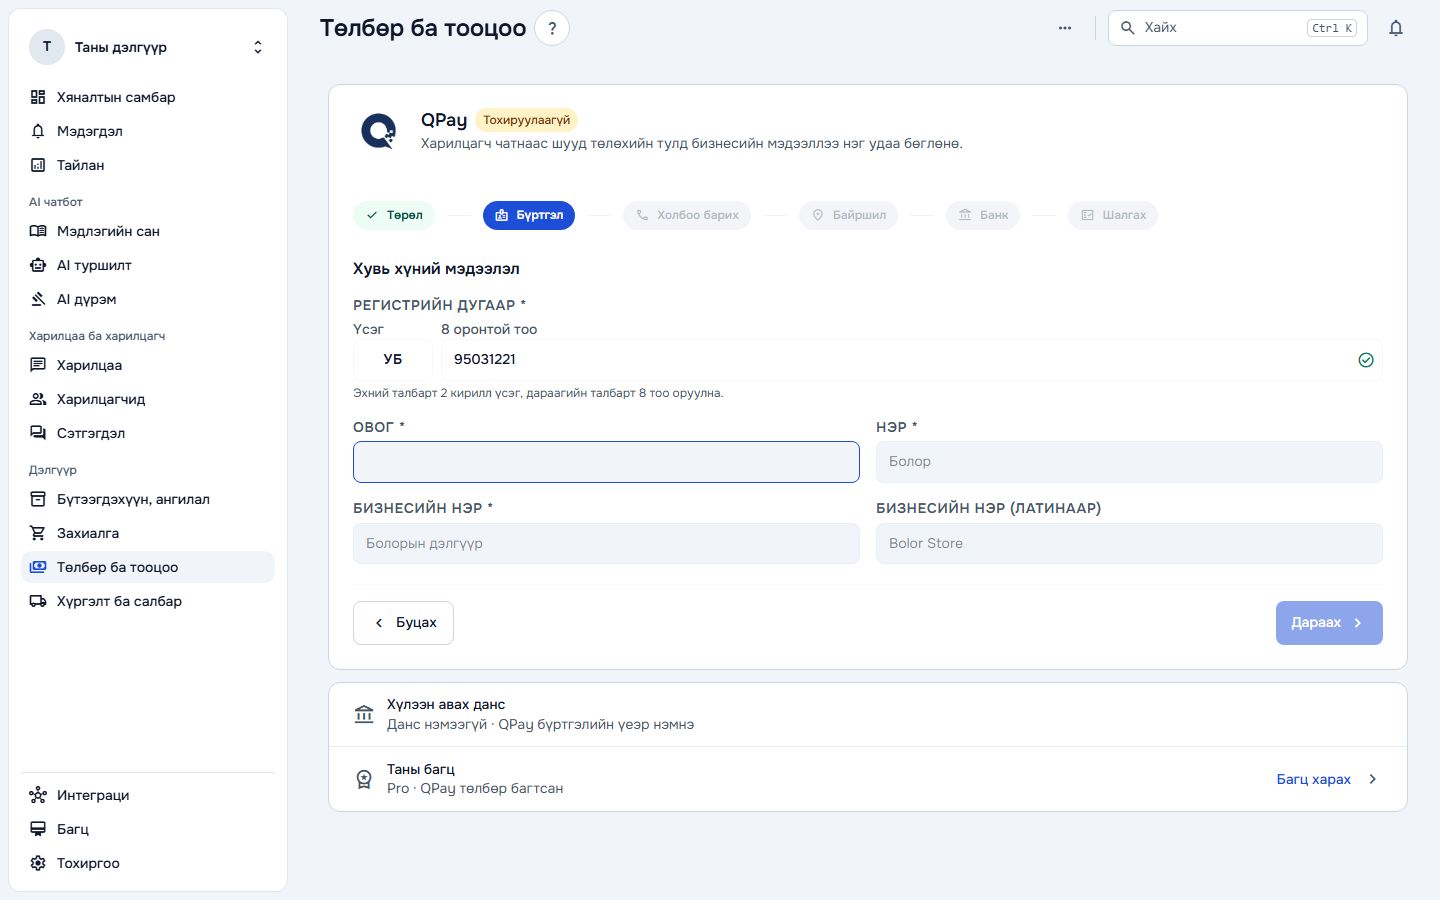 Т
Таны дэлгүүр
Хяналтын самбар
Мэдэгдэл
Тайлан
AI чатбот
Мэдлэгийн сан
AI туршилт
AI дүрэм
Харилцаа ба харилцагч
Харилцаа
Харилцагчид
Сэтгэгдэл
Дэлгүүр
Бүтээгдэхүүн, ангилал
Захиалга
Төлбөр ба тооцоо
Хүргэлт ба салбар
Интеграци
Багц
Тохиргоо
Төлбөр ба тооцоо ?
Хайх Ctrl K
QPay Тохируулаагүй
Харилцагч чатнаас шууд төлөхийн тулд бизнесийн мэдээллээ нэг удаа бөглөнө.
Төрөл Бүртгэл Холбоо барих Байршил Банк Шалгах
Хувь хүний мэдээлэл
РЕГИСТРИЙН ДУГААР *
Үсэг 8 оронтой тоо
УБ 95031221
Эхний талбарт 2 кирилл үсэг, дараагийн талбарт 8 тоо оруулна.
ОВОГ * НЭР *
Болор
БИЗНЕСИЙН НЭР * БИЗНЕСИЙН НЭР (ЛАТИНААР)
Болорын дэлгүүр Bolor Store
Буцах Дараах
Хүлээн авах данс
Данс нэмээгүй · QPay бүртгэлийн үеэр нэмнэ
Таны багц
Pro · QPay төлбөр багтсан
Багц харах